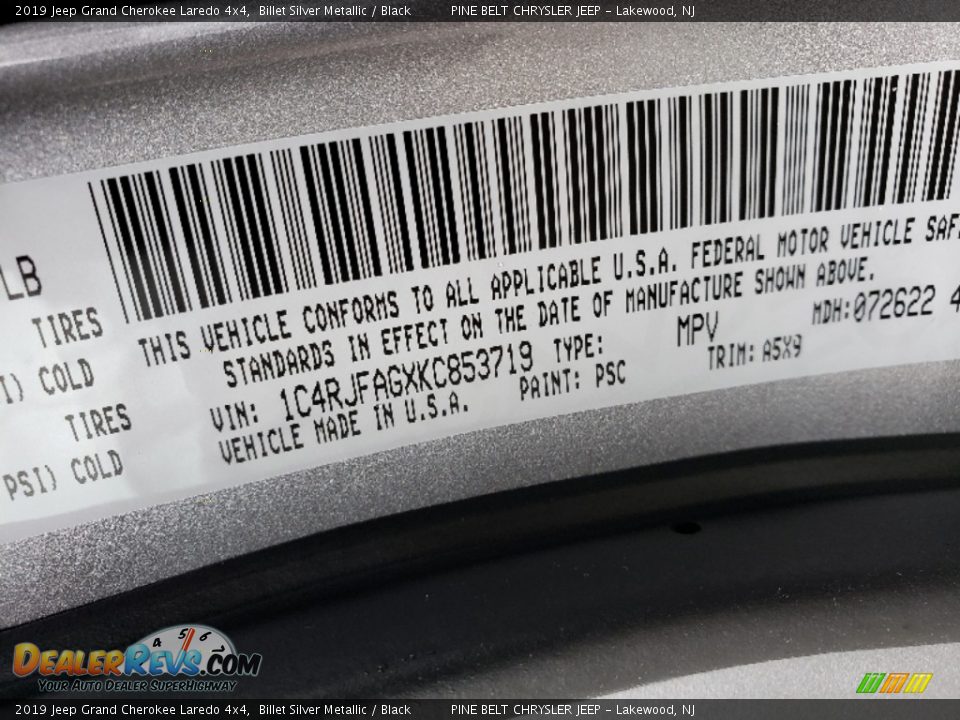 2019 Jeep Grand Cherokee Laredo 4x4, Billet Silver Metallic / Black PINE BELT CHRYSLER JEEP - Lakewood, NJ
LB
TIRES
COLD
TIRES
PSI) COLD
THIS VEHICLE CONFORMS TO ALL APPLICABLE U.S.A. FEDERAL MOTOR VEHICLE
STANDARDS IN EFFECT ON THE DATE OF MANUFACTURE SHOWN ABOVE.
VIN: 1C4RJFAGXKC853719 TYPE: MPV MDH:072622 4
VEHICLE MADE IN U.S.A. PAINT: PSC TRIM: A5X9
4 5 6
DEALERREVS.COM
YOUR AUTO DEALER SUPERHIGHWAY
2019 Jeep Grand Cherokee Laredo 4x4, Billet Silver Metallic / Black PINE BELT CHRYSLER JEEP - Lakewood, NJ